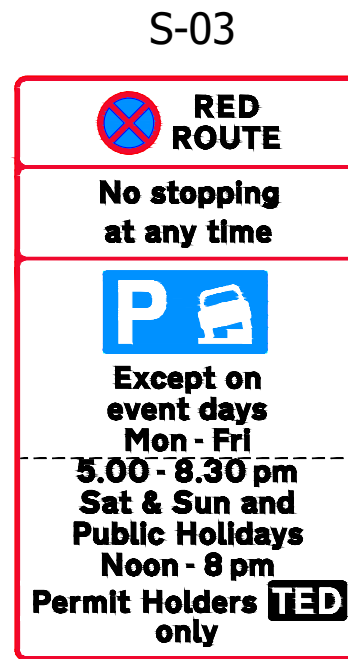 S-03
RED
ROUTE
No stopping
at any time
P
Except on
event days
Mon - Fri
5.00 - 8.30 pm
Sat & Sun and
Public Holidays
Noon - 8 pm
Permit Holders TED
only